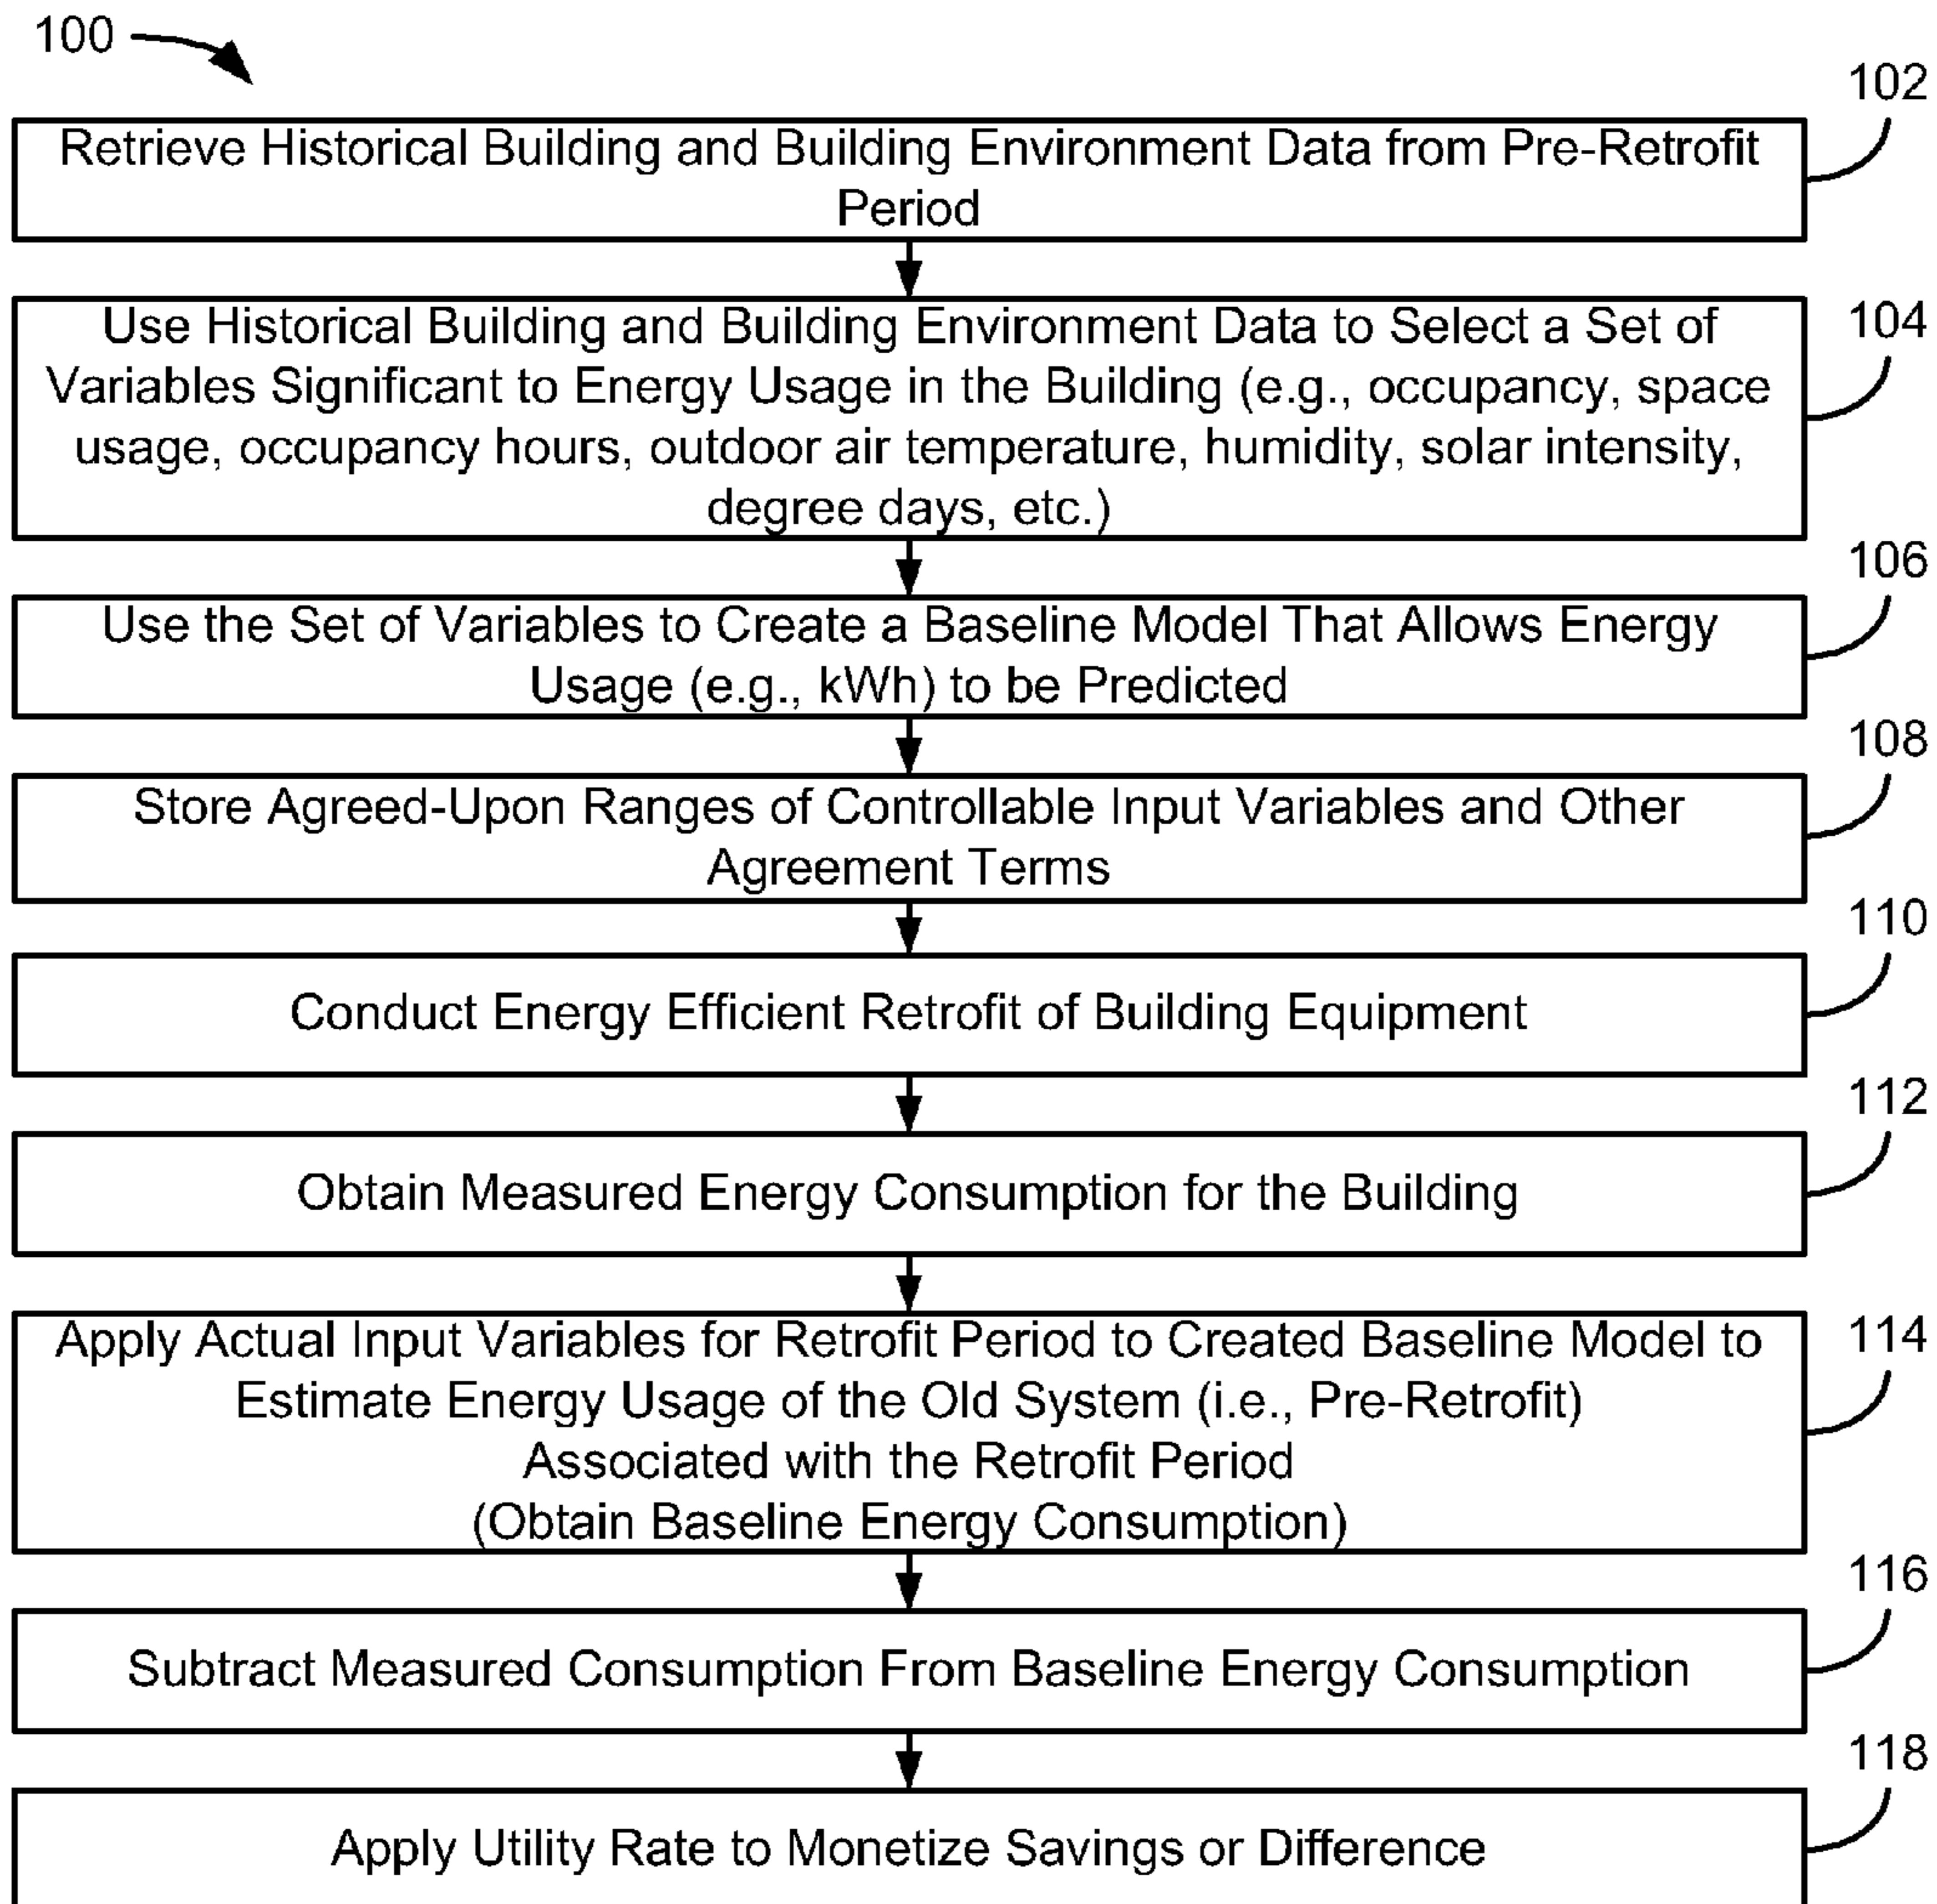 100
102
Retrieve Historical Building and Building Environment Data from Pre-Retrofit
Period
104
Use Historical Building and Building Environment Data to Select a Set of
Variables Significant to Energy Usage in the Building (e.g., occupancy, space
usage, occupancy hours, outdoor air temperature, humidity, solar intensity,
degree days, etc.)
106
Use the Set of Variables to Create a Baseline Model That Allows Energy
Usage (e.g., kWh) to be Predicted
108
Store Agreed-Upon Ranges of Controllable Input Variables and Other
Agreement Terms
110
Conduct Energy Efficient Retrofit of Building Equipment
112
Obtain Measured Energy Consumption for the Building
114
Apply Actual Input Variables for Retrofit Period to Created Baseline Model to
Estimate Energy Usage of the Old System (i.e., Pre-Retrofit)
Associated with the Retrofit Period
(Obtain Baseline Energy Consumption)
116
Subtract Measured Consumption From Baseline Energy Consumption
118
Apply Utility Rate to Monetize Savings or Difference